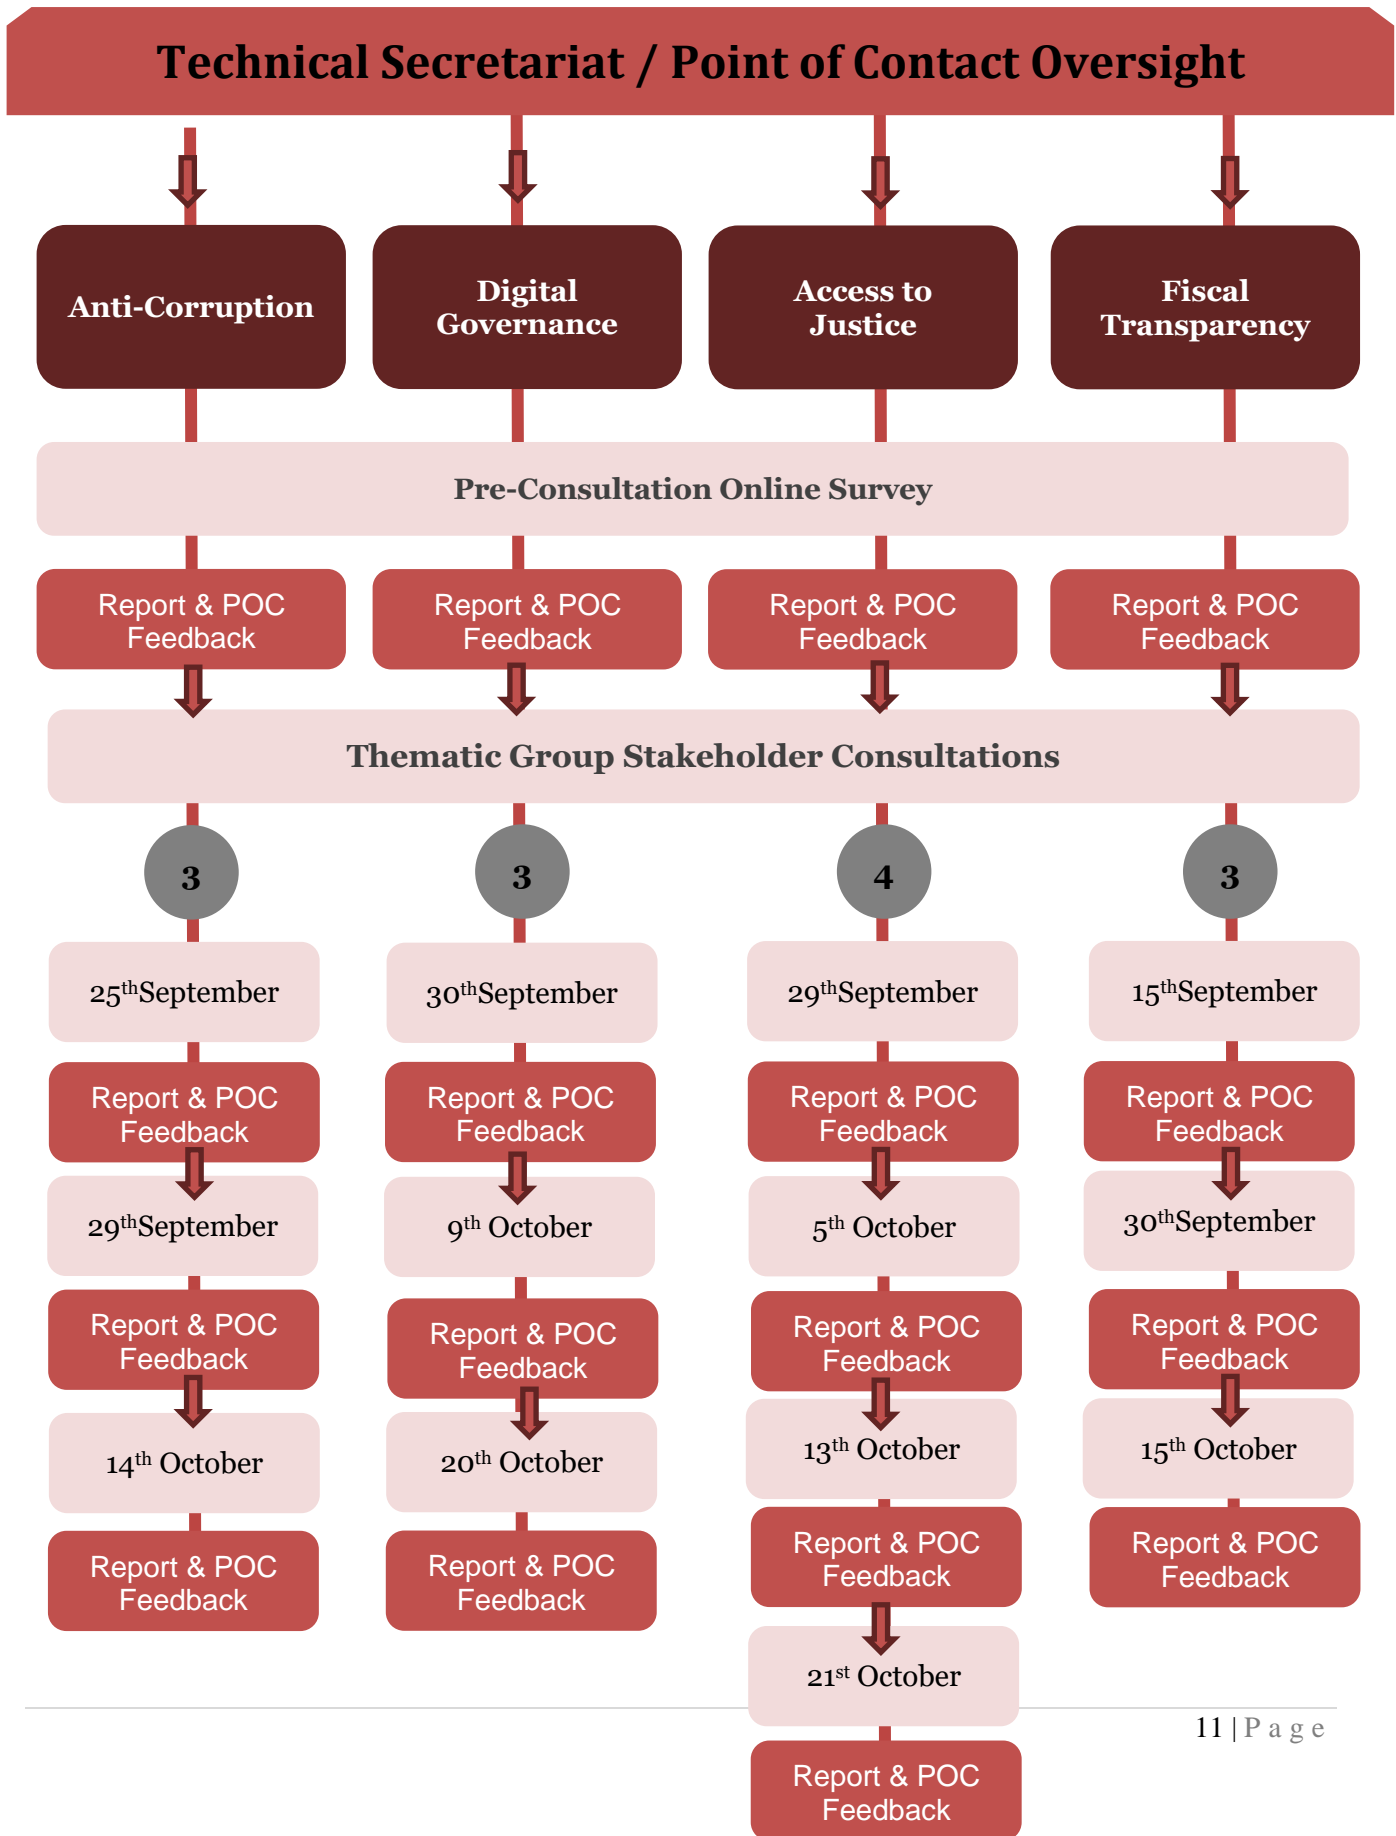 Technical Secretariat / Point of Contact Oversight
Anti-Corruption
Digital
Governance
Access to
Justice
Fiscal
Transparency
Pre-Consultation Online Survey
Report & POC
Feedback
Report & POC
Feedback
Report & POC
Feedback
Report & POC
Feedback
Thematic Group Stakeholder Consultations
3
3
4
3
25thSeptember
30thSeptember
29thSeptember
15thSeptember
Report & POC
Feedback
Report & POC
Feedback
Report & POC
Feedback
Report & POC
Feedback
29thSeptember
9th October
5th October
30thSeptember
Report & POC
Feedback
Report & POC
Feedback
Report & POC
Feedback
Report & POC
Feedback
14th October
20th October
13th October
15th October
Report & POC
Feedback
Report & POC
Feedback
Report & POC
Feedback
Report & POC
Feedback
21st October
11 | P a g e
Report & POC
Feedback